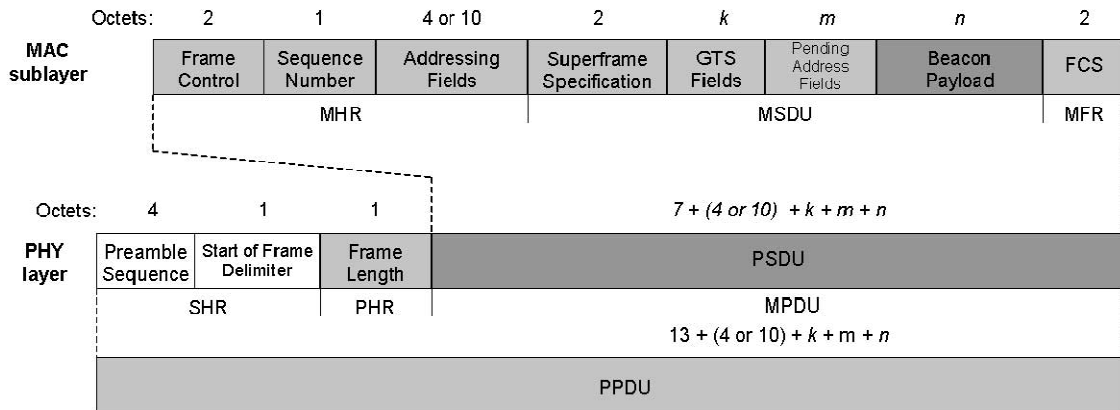 Octets: 2 1 4 or 10 2 k m n 2
MAC sublayer
Frame Control
Sequence Number
Addressing Fields
Superframe Specification
GTS Fields
Pending Address Fields
Beacon Payload
FCS
MHR MSDU MFR
Octets: 4 1 1 7 + (4 or 10) + k + m + n
PHY layer
Preamble Sequence
Start of Frame Delimiter
Frame Length
PSDU
SHR PHR MPDU
13 + (4 or 10) + k + m + n
PPDU